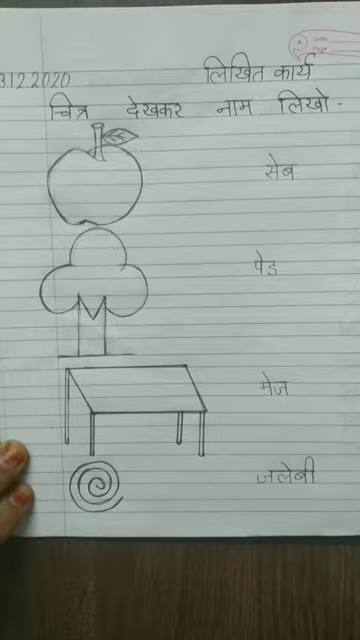 3.12.2020
लिखित कार्य
चित्र देखकर नाम लिखो -
सेब
पेड
मेज
जलेबी